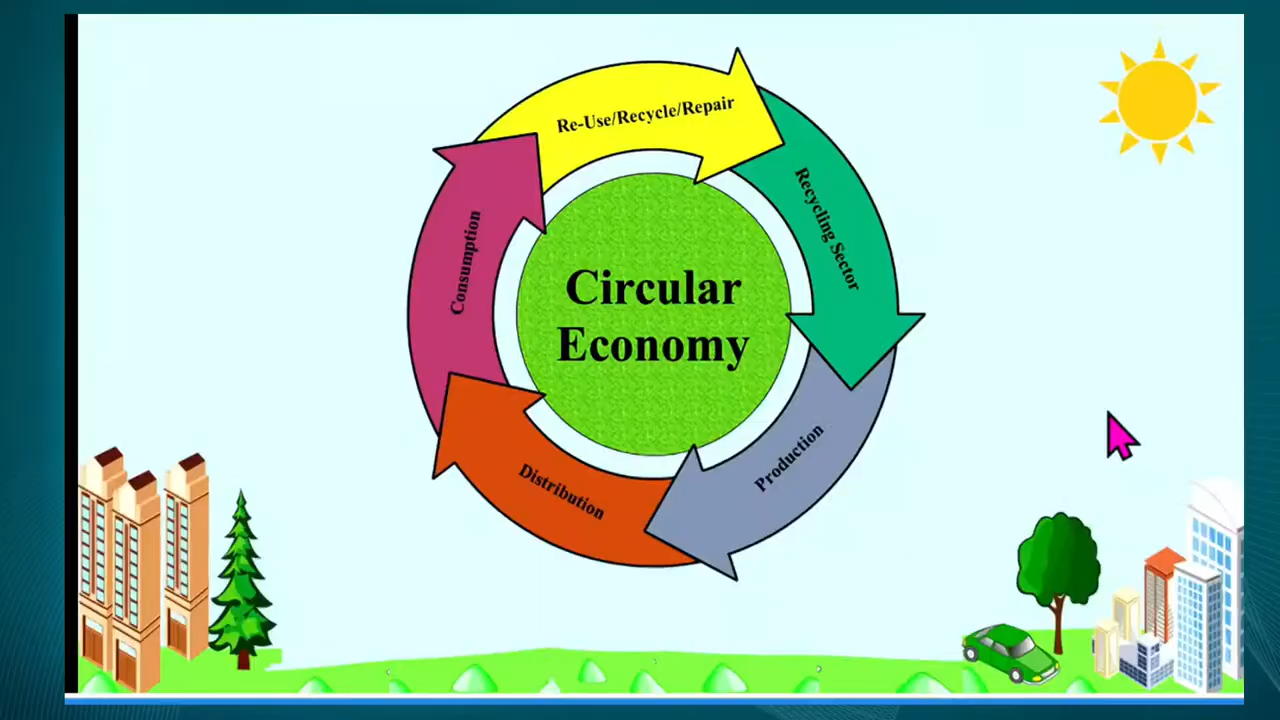 Re-Use/Recycle/Repair
Recycling Sector
Consumption
Circular
Economy
Production
Distribution